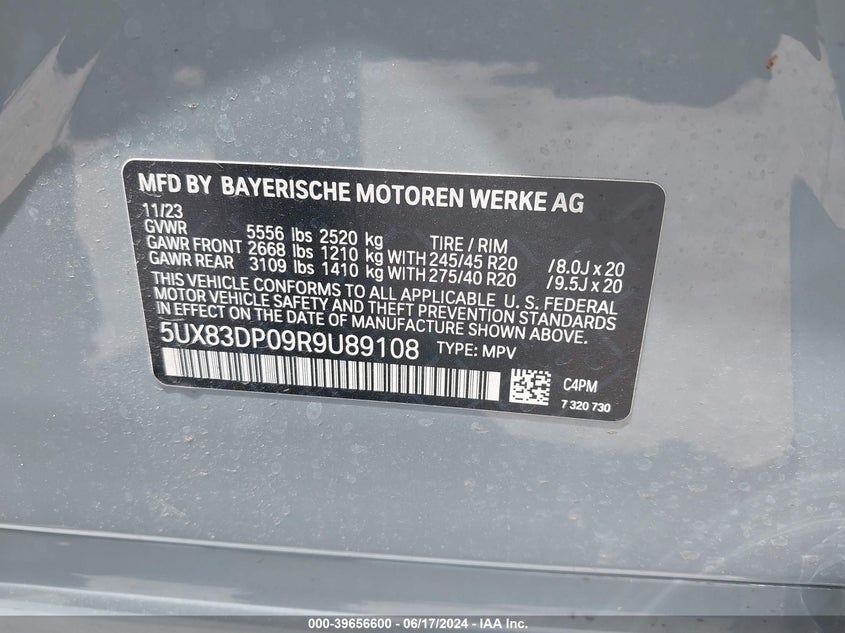 MFD BY BAYERISCHE MOTOREN WERKE AG
11/23
GVWR 5556 lbs 2520 kg TIRE / RIM
GAWR FRONT 2668 lbs 1210 kg WITH 245/45 R20 /8.0J x 20
GAWR REAR 3109 lbs 1410 kg WITH 275/40 R20 /9.5J x 20
THIS VEHICLE CONFORMS TO ALL APPLICABLE U. S. FEDERAL
MOTOR VEHICLE SAFETY AND THEFT PREVENTION STANDARDS
IN EFFECT ON THE DATE OF MANUFACTURE SHOWN ABOVE.
5UX83DP09R9U89108 TYPE: MPV
C4PM
7 320 730
000-39656600 - 06/17/2024 - IAA Inc.